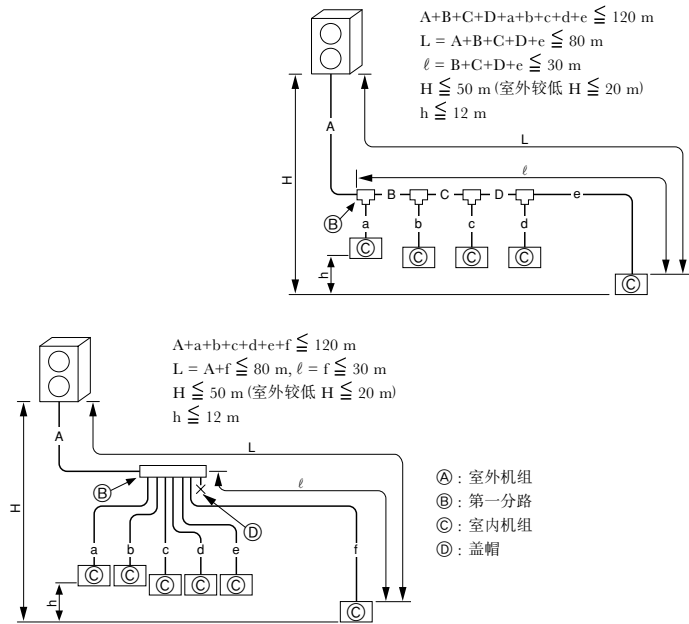 A+B+C+D+a+b+c+d+e ≦ 120 m
L = A+B+C+D+e ≦ 80 m
ℓ = B+C+D+e ≦ 30 m
H ≦ 50 m (室外较低 H ≦ 20 m)
h ≦ 12 m
A
L
H
ℓ
B C D e
Ⓑ
a b c d
Ⓒ Ⓒ Ⓒ Ⓒ
h
Ⓒ
A+a+b+c+d+e+f ≦ 120 m
L = A+f ≦ 80 m, ℓ = f ≦ 30 m
H ≦ 50 m (室外较低 H ≦ 20 m)
h ≦ 12 m
A
L
H
Ⓑ
ℓ
Ⓓ
a b c d e f
Ⓒ Ⓒ Ⓒ Ⓒ Ⓒ
h
Ⓒ
Ⓐ : 室外机组
Ⓑ : 第一分路
Ⓒ : 室内机组
Ⓓ : 盖帽